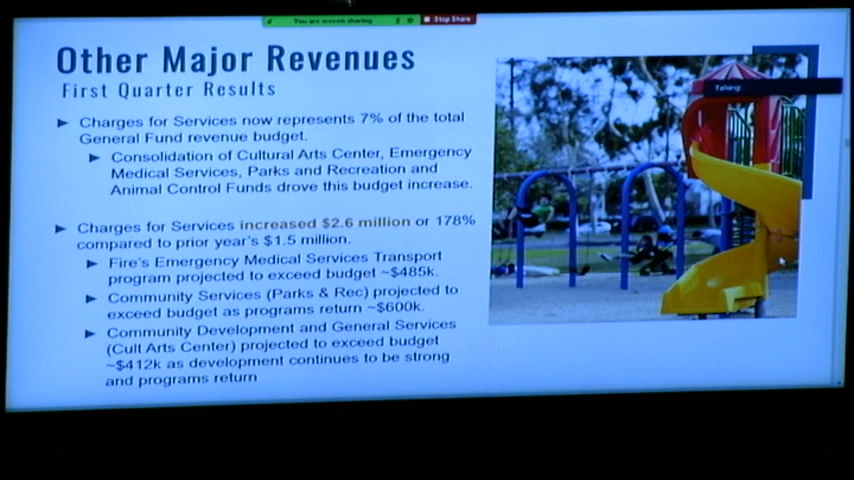 You are screen sharing
Stop Share
Other Major Revenues
First Quarter Results
Talking
Charges for Services now represents 7% of the total
General Fund revenue budget.
Consolidation of Cultural Arts Center, Emergency
Medical Services, Parks and Recreation and
Animal Control Funds drove this budget increase.
Charges for Services increased $2.6 million or 178%
compared to prior year's $1.5 million.
Fire's Emergency Medical Services Transport
program projected to exceed budget ~$485k.
Community Services (Parks & Rec) projected to
exceed budget as programs return ~$600k.
Community Development and General Services
(Cult Arts Center) projected to exceed budget
~$412k as development continues to be strong
and programs return